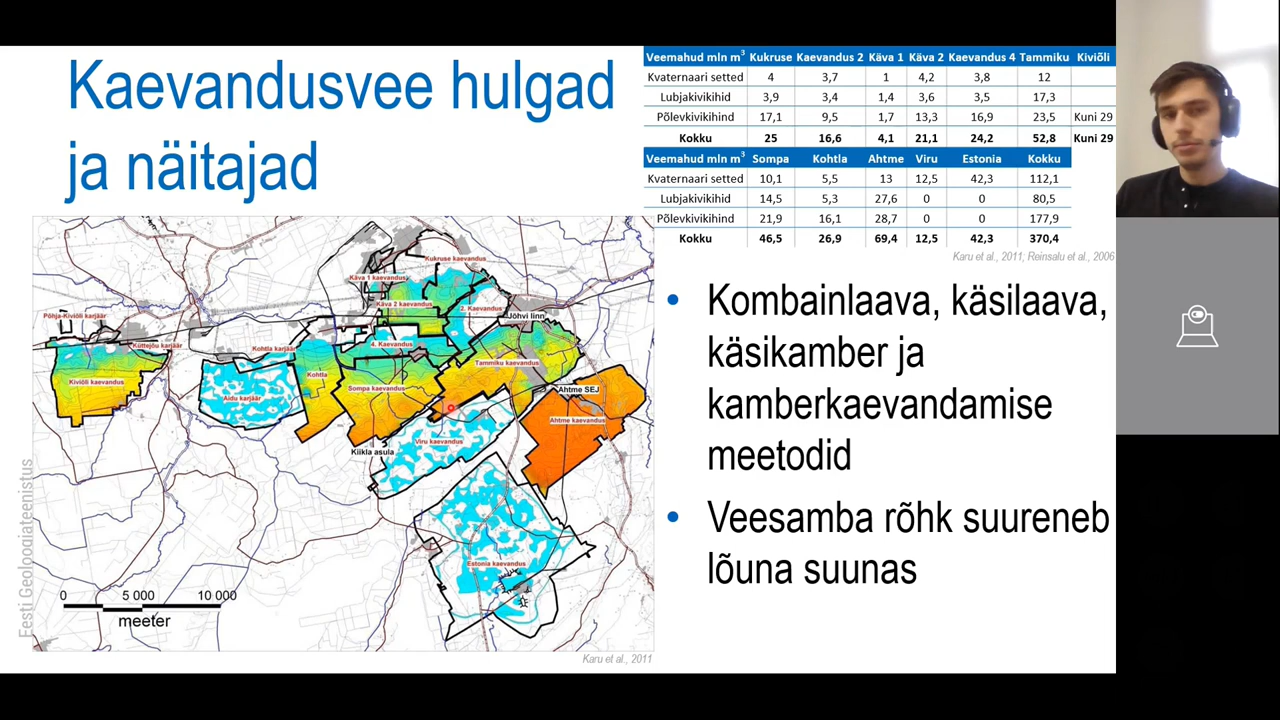 Kaevandusvee hulgad
ja näitajad
Veemahud mln m³ Kukruse Kaevandus 2 Käva 1 Käva 2 Kaevandus 4 Tammiku Kiviõli
Kvaternaari setted 4 3,7 1 4,2 3,8 12
Lubjakivikihid 3,9 3,4 1,4 3,6 3,5 17,3
Põlevkivikihind 17,1 9,5 1,7 13,3 16,9 23,5 Kuni 29
Kokku 25 16,6 4,1 21,1 24,2 52,8 Kuni 29
Veemahud mln m³ Sompa Kohtla Ahtme Viru Estonia Kokku
Kvaternaari setted 10,1 5,5 13 12,5 42,3 112,1
Lubjakivikihid 14,5 5,3 27,6 0 0 80,5
Põlevkivikihind 21,9 16,1 28,7 0 0 177,9
Kokku 46,5 26,9 69,4 12,5 42,3 370,4
Karu et al., 2011; Reinsalu et al., 2006
Kukruse kaevandus
Käva 1 kaevandus
Käva 2 kaevandus
2. Kaevandus
Jõhvi linn
Põhja-Kiviõli karjäär
Küttejõu karjäär
Kohtla karjäär
4. Kaevandus
Tammiku kaevandus
Kiviõli kaevandus
Kohtla
Sompa kaevandus
Ahtme SEJ
Aidu karjäär
Ahtme kaevandus
Viru kaevandus
Kiikla asula
Estonia kaevandus
0 5 000 10 000
meeter
Eesti Geoloogiateenistus
Karu et al., 2011
• Kombainlaava, käsilaava,
käsikamber ja
kamberkaevandamise
meetodid
• Veesamba rõhk suureneb
lõuna suunas